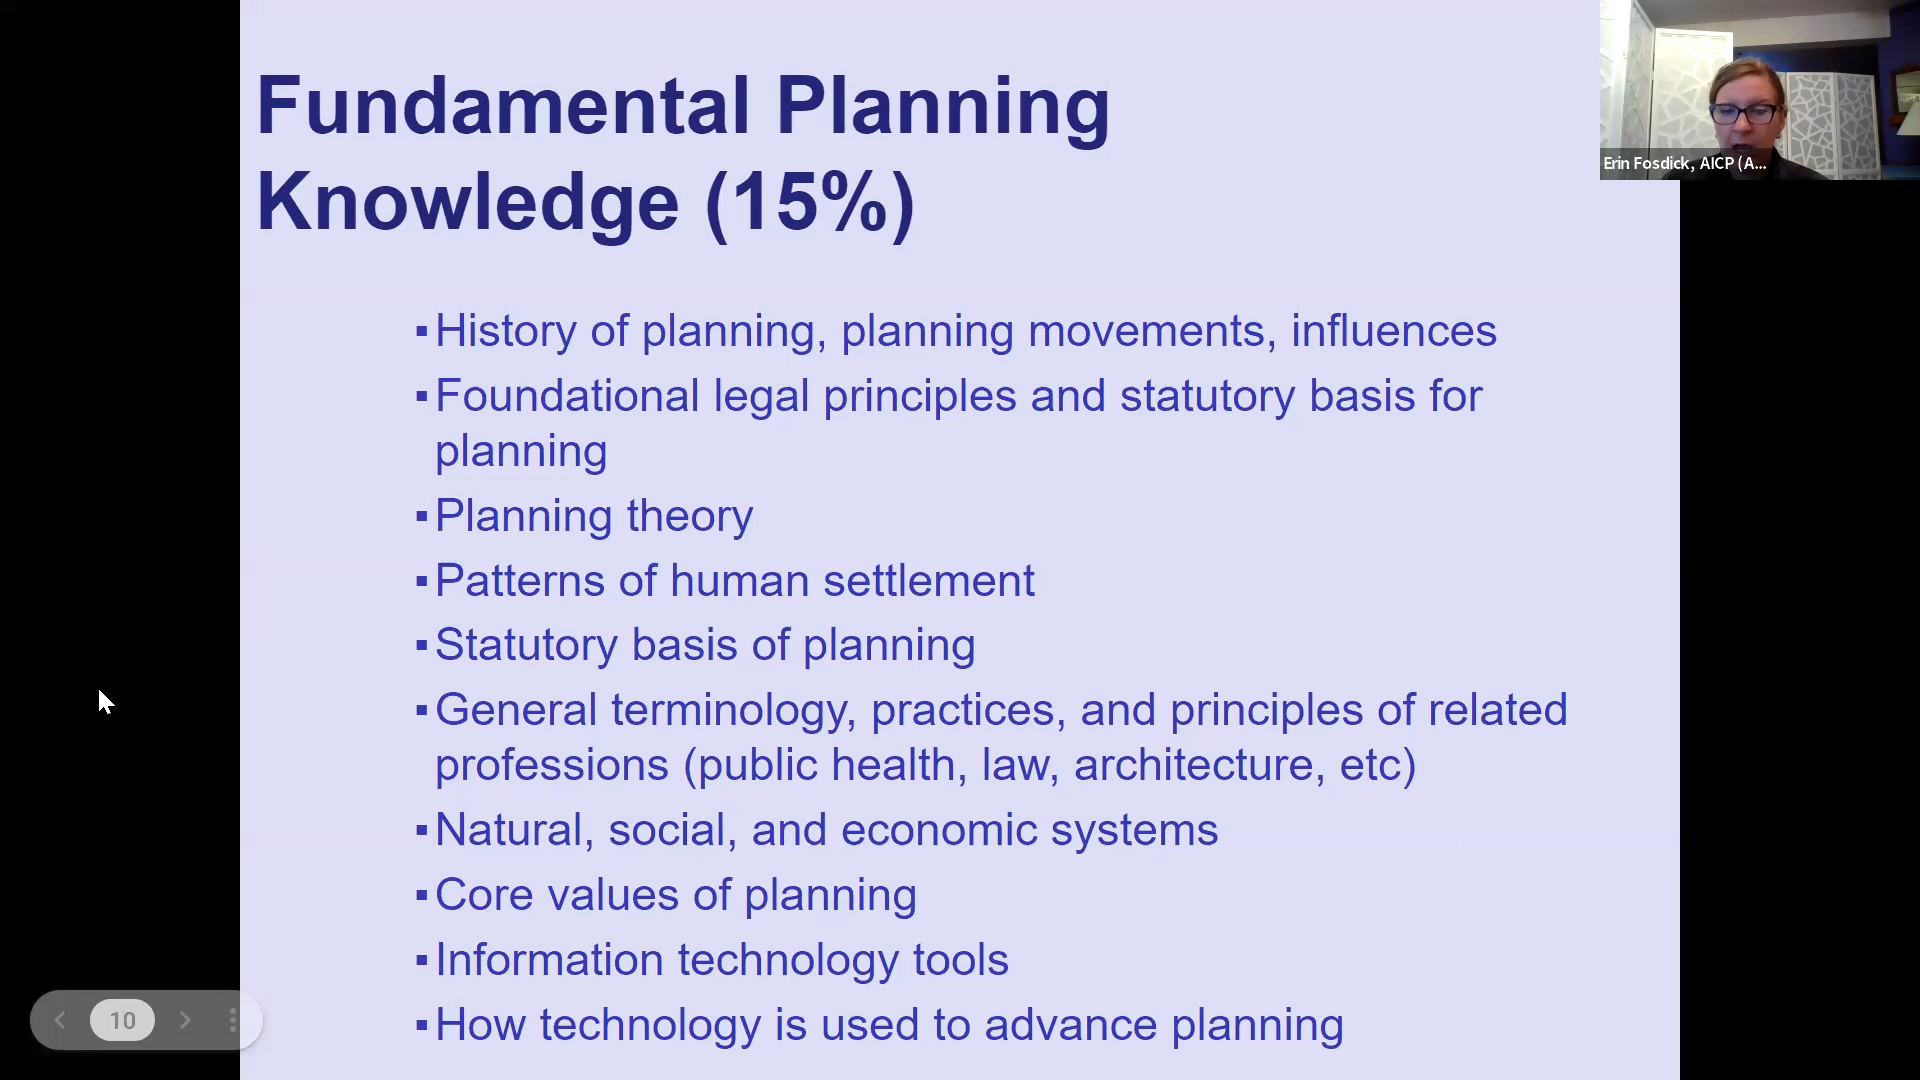 Fundamental Planning
Knowledge (15%)
Erin Fosdick, AICP (A...
▪History of planning, planning movements, influences
▪Foundational legal principles and statutory basis for
planning
▪Planning theory
▪Patterns of human settlement
▪Statutory basis of planning
▪General terminology, practices, and principles of related
professions (public health, law, architecture, etc)
▪Natural, social, and economic systems
▪Core values of planning
▪Information technology tools
▪How technology is used to advance planning
10